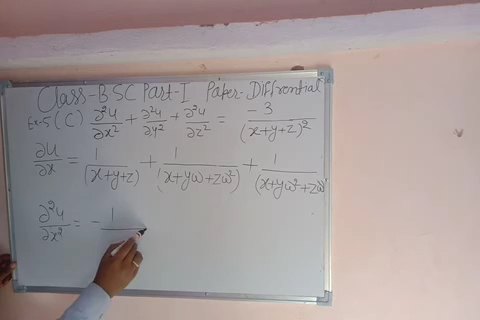 Class-BSC Part-I Paper-Differential
Ex-5 (C) ∂²u/∂x² + ∂²u/∂y² + ∂²u/∂z² = -3/(x+y+z)²
∂u/∂x = 1/(x+y+z) + 1/(x+yω+zω²) + 1/(x+yω²+zω)
∂²u/∂x² = - 1/